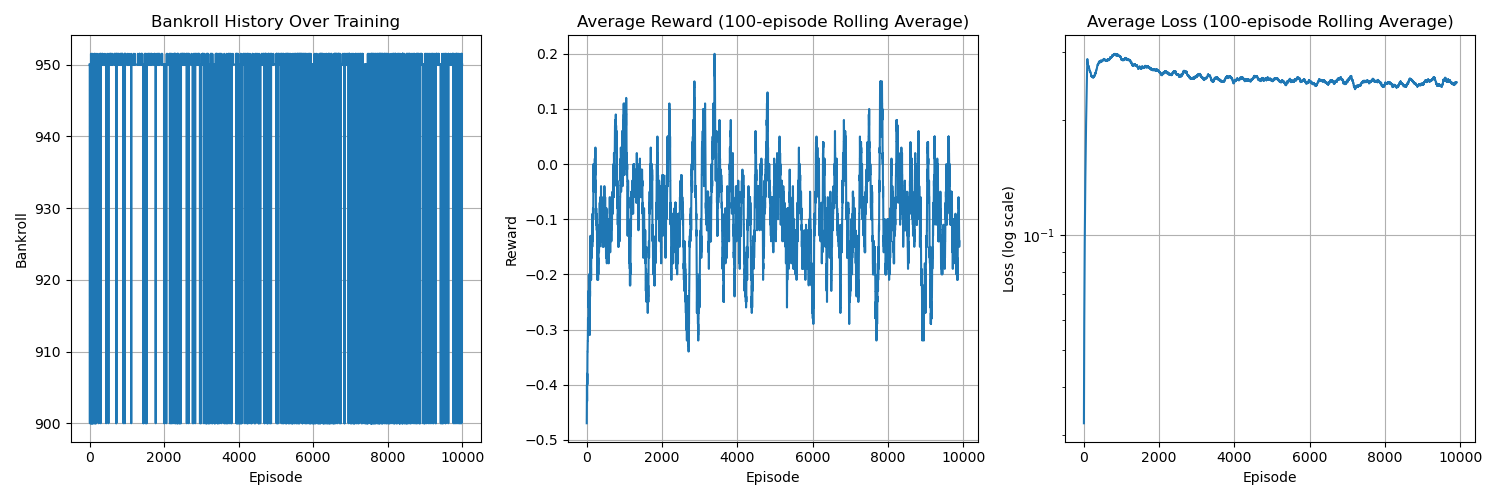 Bankroll History Over Training
Bankroll
950
940
930
920
910
900
0 2000 4000 6000 8000 10000
Episode
Average Reward (100-episode Rolling Average)
Reward
0.2
0.1
0.0
−0.1
−0.2
−0.3
−0.4
−0.5
0 2000 4000 6000 8000 10000
Episode
Average Loss (100-episode Rolling Average)
Loss (log scale)
10⁻¹
0 2000 4000 6000 8000 10000
Episode